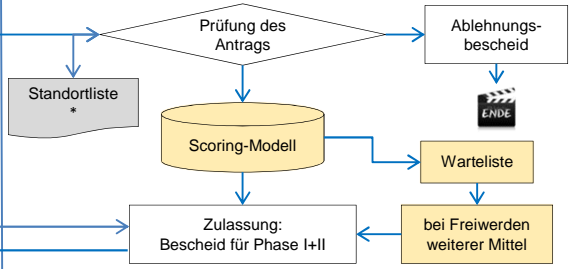 Prüfung des
Antrags
Ablehnungs-
bescheid
Standortliste
*
ENDE
Scoring-Modell
Warteliste
Zulassung:
Bescheid für Phase I+II
bei Freiwerden
weiterer Mittel